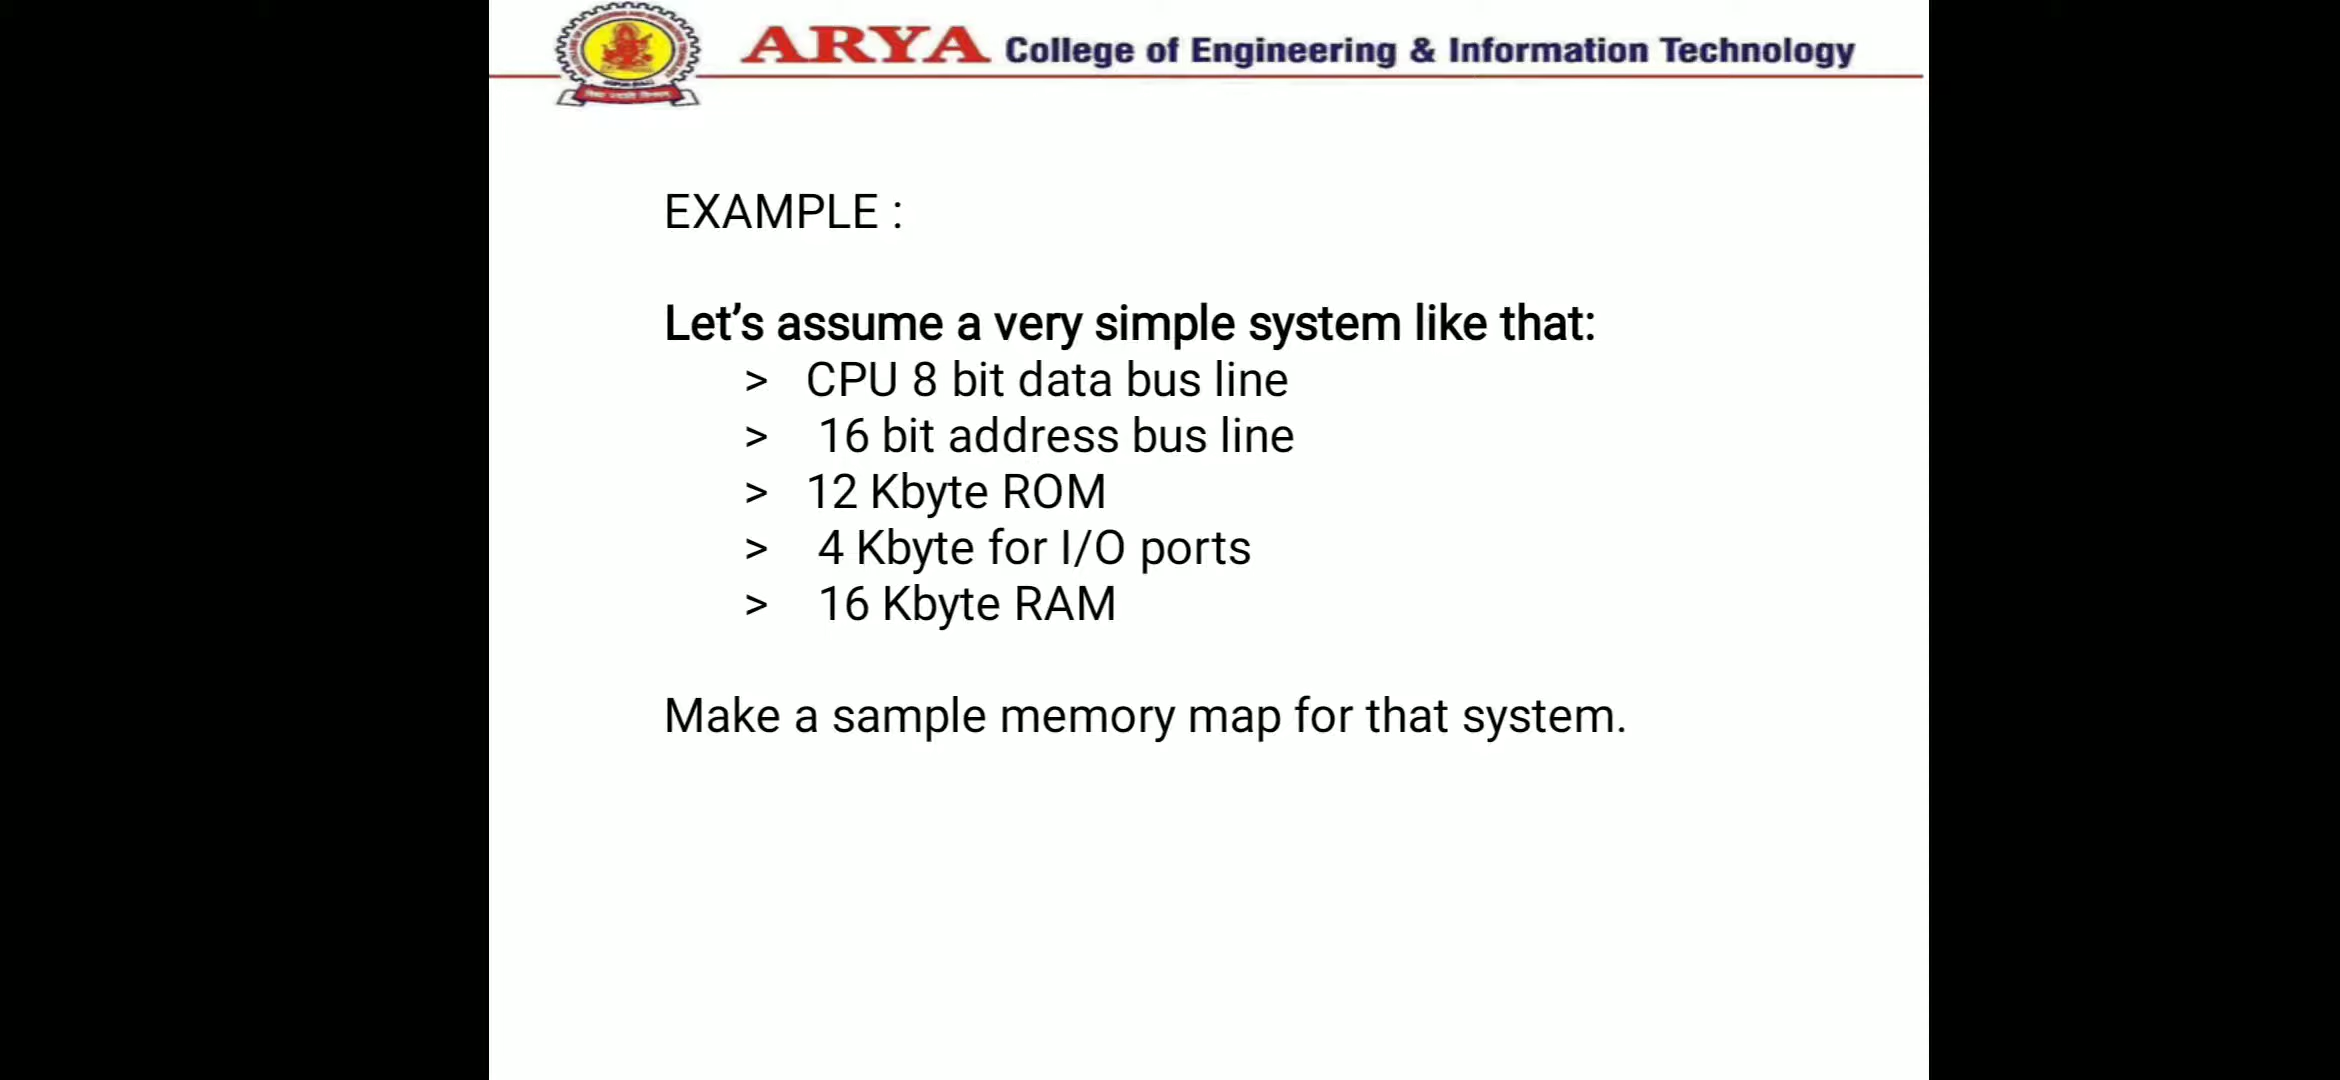 ARYA College of Engineering & Information Technology
EXAMPLE :
Let’s assume a very simple system like that:
> CPU 8 bit data bus line
> 16 bit address bus line
> 12 Kbyte ROM
> 4 Kbyte for I/O ports
> 16 Kbyte RAM
Make a sample memory map for that system.